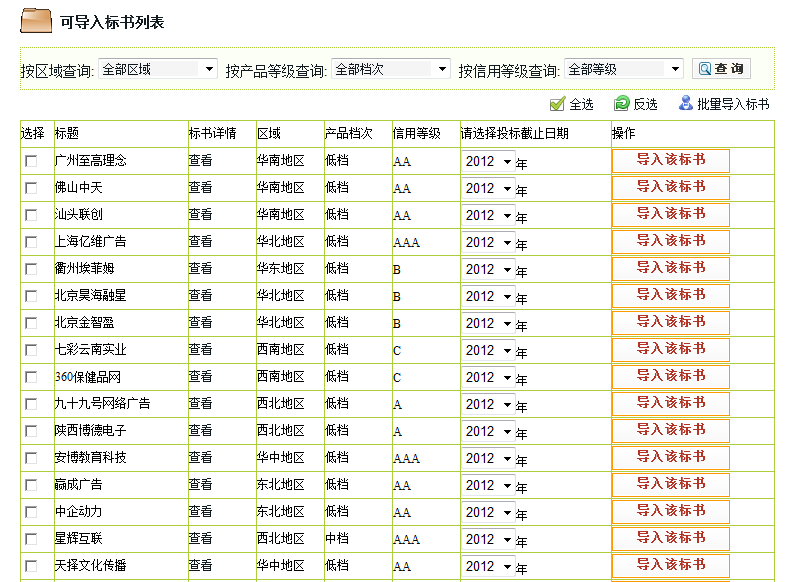 可导入标书列表
按区域查询: 全部区域 按产品等级查询: 全部档次 按信用等级查询: 全部等级 查 询
全选 反选 批量导入标书
选择 标题 标书详情 区域 产品档次 信用等级 请选择投标截止日期 操作
广州至高理念 查看 华南地区 低档 AA 2012 年 导入该标书
佛山中天 查看 华南地区 低档 AA 2012 年 导入该标书
汕头联创 查看 华南地区 低档 AA 2012 年 导入该标书
上海亿维广告 查看 华北地区 低档 AAA 2012 年 导入该标书
衢州埃菲姆 查看 华东地区 低档 B 2012 年 导入该标书
北京昊海融星 查看 华北地区 低档 B 2012 年 导入该标书
北京金智盈 查看 华北地区 低档 B 2012 年 导入该标书
七彩云南实业 查看 西南地区 低档 C 2012 年 导入该标书
360保健品网 查看 西南地区 低档 C 2012 年 导入该标书
九十九号网络广告 查看 西北地区 低档 A 2012 年 导入该标书
陕西博德电子 查看 西北地区 低档 A 2012 年 导入该标书
安博教育科技 查看 华中地区 低档 AAA 2012 年 导入该标书
赢成广告 查看 东北地区 低档 AA 2012 年 导入该标书
中企动力 查看 东北地区 低档 AA 2012 年 导入该标书
星辉互联 查看 西北地区 中档 AAA 2012 年 导入该标书
天择文化传播 查看 华中地区 低档 AA 2012 年 导入该标书